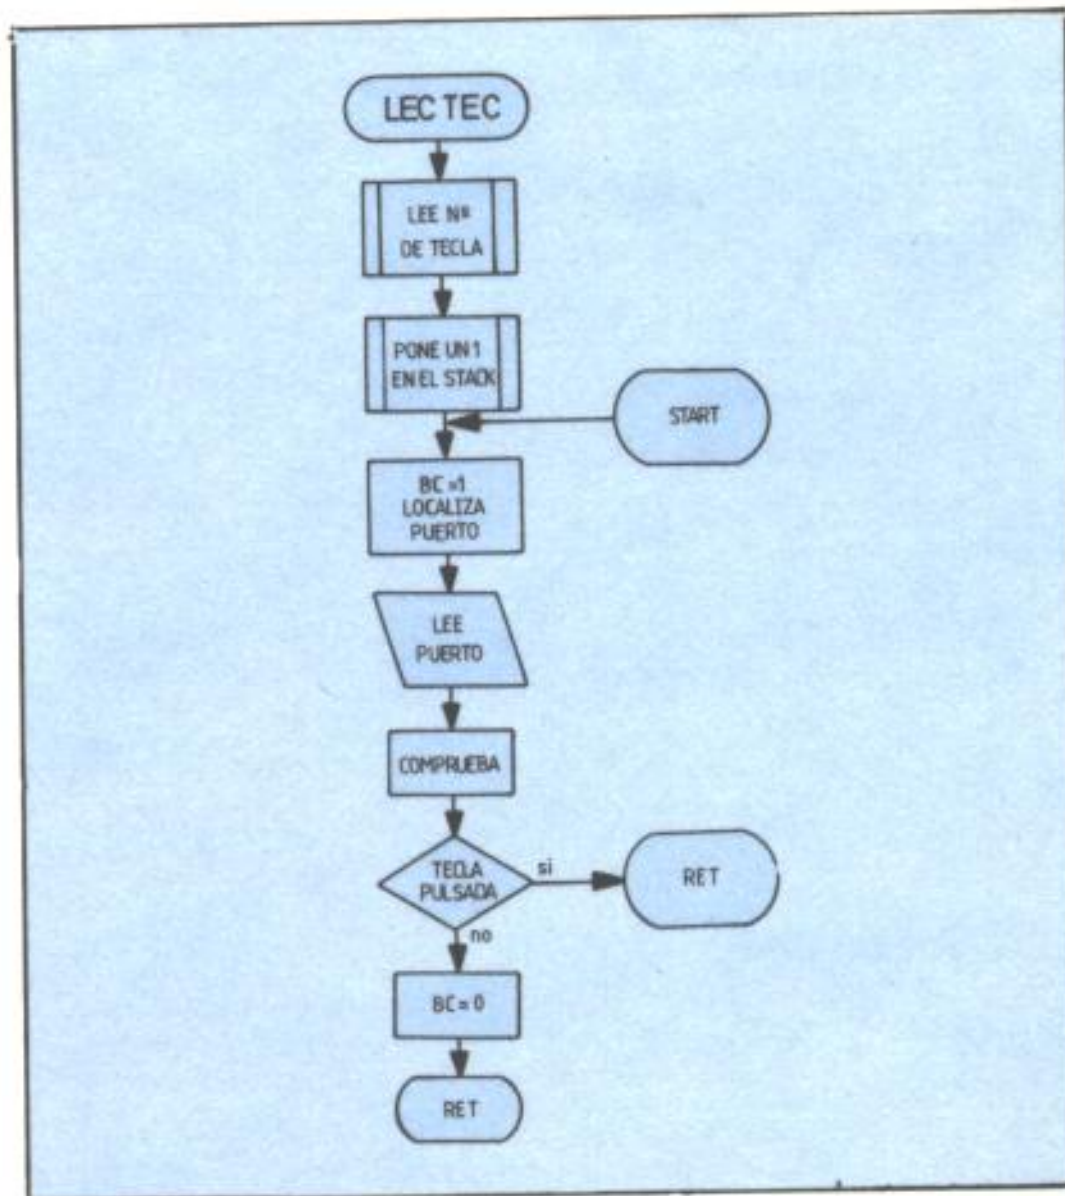 LEC TEC
LEE Nº
DE TECLA
PONE UN 1
EN EL STACK
START
BC =1
LOCALIZA
PUERTO
LEE
PUERTO
COMPRUEBA
TECLA
PULSADA
si
RET
no
BC = 0
RET